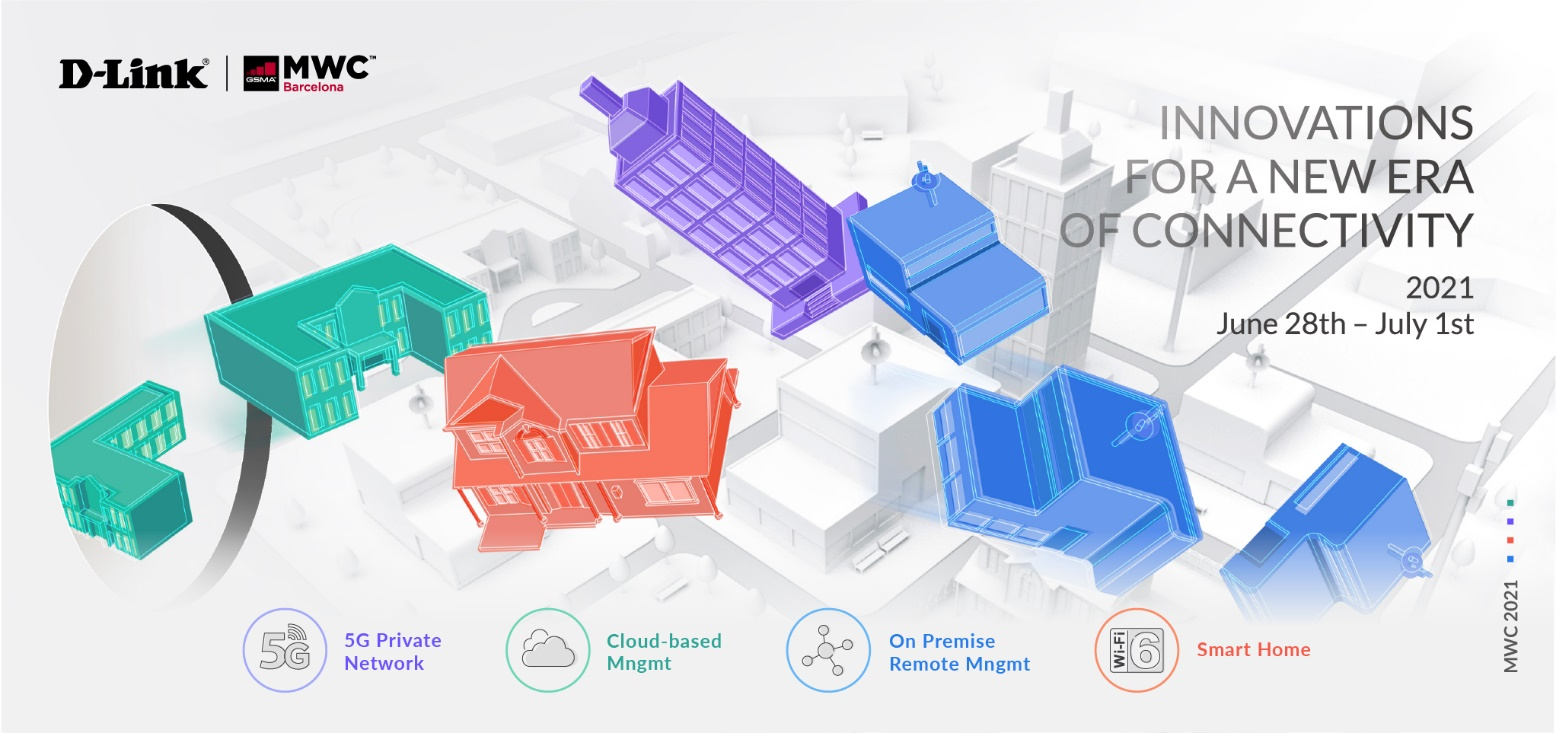 D-Link®
GSMA
MWC™
Barcelona
INNOVATIONS
FOR A NEW ERA
OF CONNECTIVITY
2021
June 28th – July 1st
5G
5G Private
Network
Cloud-based
Mngmt
On Premise
Remote Mngmt
Wi-Fi
6
Smart Home
MWC 2021